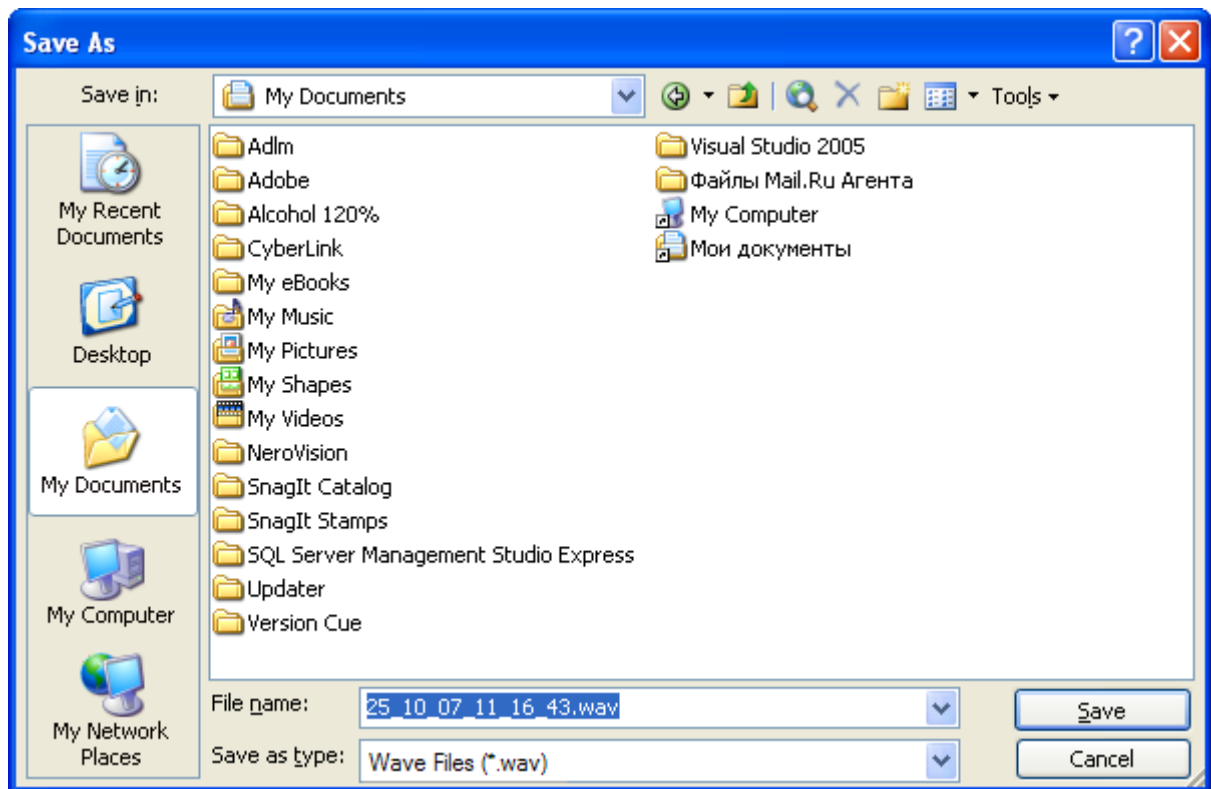 Save As
Save in:
My Documents
Tools
My Recent
Documents
Desktop
My Documents
My Computer
My Network
Places
Adlm
Adobe
Alcohol 120%
CyberLink
My eBooks
My Music
My Pictures
My Shapes
My Videos
NeroVision
SnagIt Catalog
SnagIt Stamps
SQL Server Management Studio Express
Updater
Version Cue
Visual Studio 2005
Файлы Mail.Ru Агента
My Computer
Мои документы
File name:
25_10_07_11_16_43.wav
Save
Save as type:
Wave Files (*.wav)
Cancel